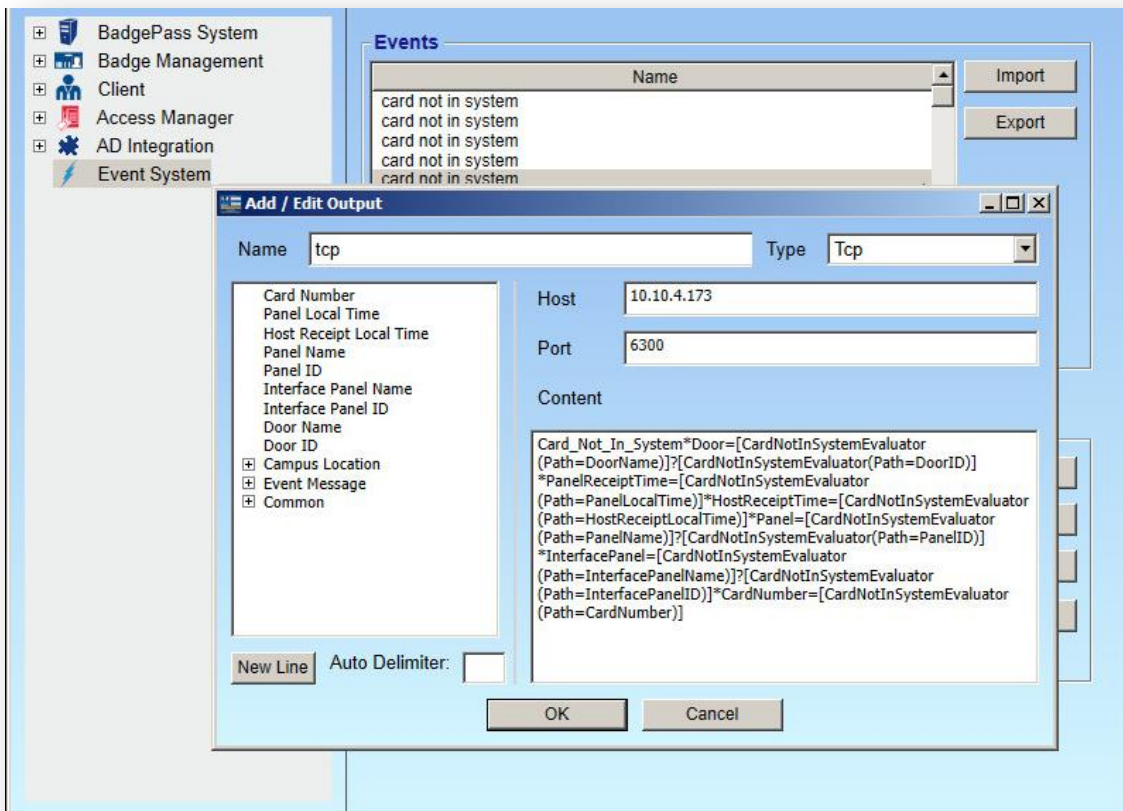 BadgePass System
Badge Management
Client
Access Manager
AD Integration
Event System
Events
Name
card not in system
card not in system
card not in system
card not in system
card not in system
Import
Export
Add / Edit Output
Name
tcp
Type
Tcp
Card Number
Panel Local Time
Host Receipt Local Time
Panel Name
Panel ID
Interface Panel Name
Interface Panel ID
Door Name
Door ID
Campus Location
Event Message
Common
New Line
Auto Delimiter:
Host
10.10.4.173
Port
6300
Content
Card_Not_In_System*Door=[CardNotInSystemEvaluator
(Path=DoorName)]?[CardNotInSystemEvaluator(Path=DoorID)]
*PanelReceiptTime=[CardNotInSystemEvaluator
(Path=PanelLocalTime)]*HostReceiptTime=[CardNotInSystemEvaluator
(Path=HostReceiptLocalTime)]*Panel=[CardNotInSystemEvaluator
(Path=PanelName)]?[CardNotInSystemEvaluator(Path=PanelID)]
*InterfacePanel=[CardNotInSystemEvaluator
(Path=InterfacePanelName)]?[CardNotInSystemEvaluator
(Path=InterfacePanelID)]*CardNumber=[CardNotInSystemEvaluator
(Path=CardNumber)]
OK
Cancel